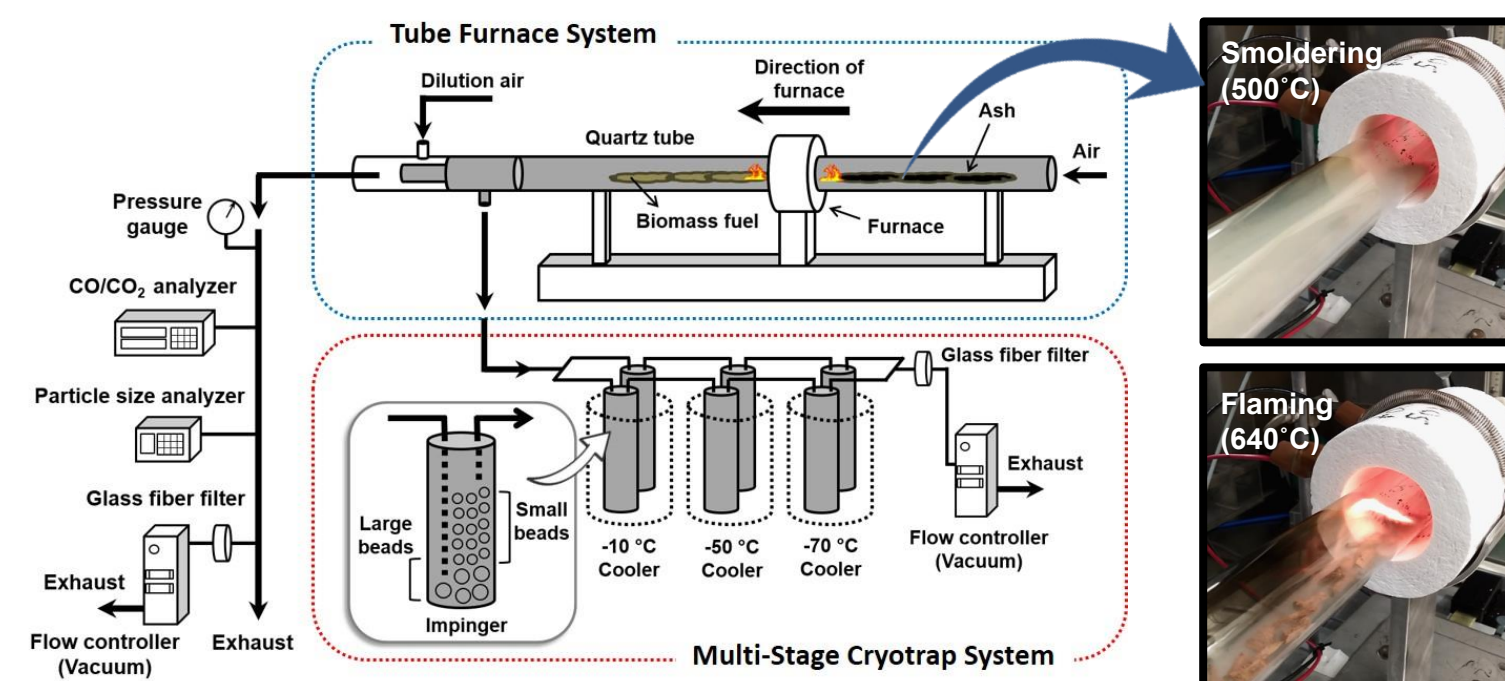 Tube Furnace System
Dilution air
Direction of
furnace
Ash
Quartz tube
Air
Biomass fuel
Furnace
Pressure
gauge
CO/CO₂ analyzer
Particle size analyzer
Glass fiber filter
Exhaust
Flow controller
(Vacuum)
Exhaust
Glass fiber filter
Large
beads
Small
beads
Impinger
-10 °C
Cooler
-50 °C
Cooler
-70 °C
Cooler
Exhaust
Flow controller
(Vacuum)
Multi-Stage Cryotrap System
Smoldering
(500˚C)
Flaming
(640˚C)